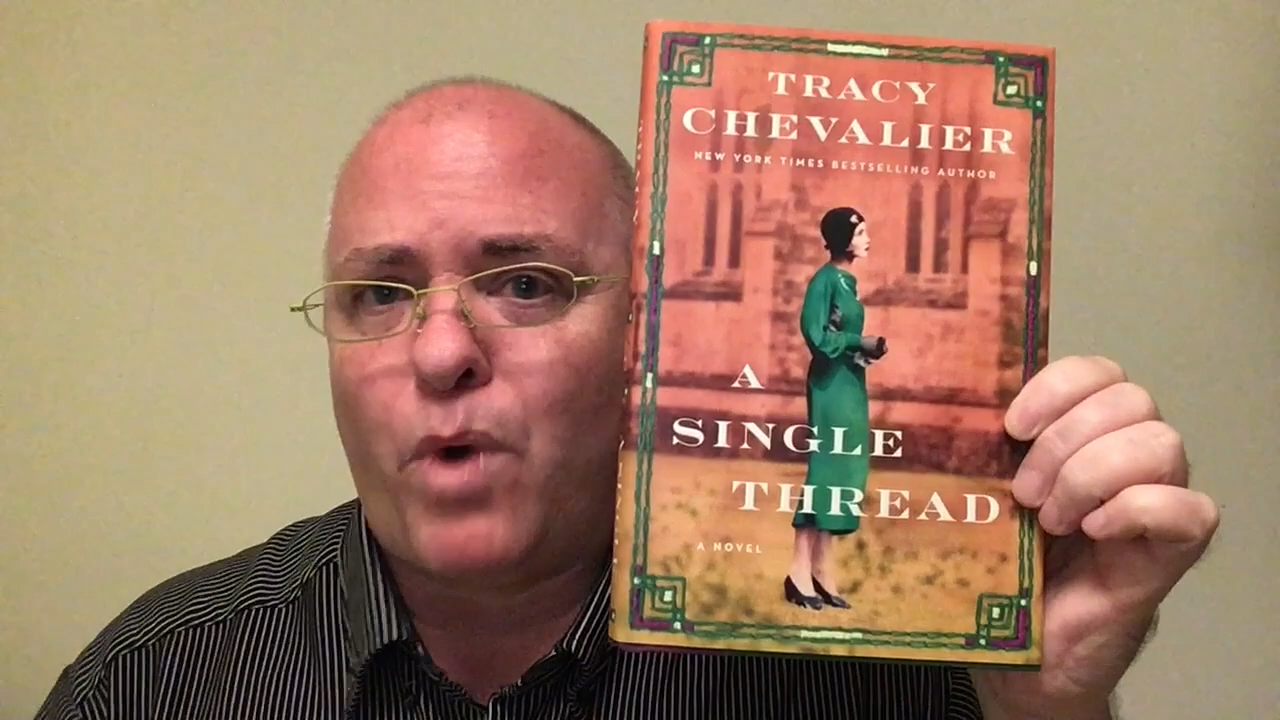 TRACY
CHEVALIER
NEW YORK TIMES BESTSELLING AUTHOR
A
SINGLE
THREAD
A NOVEL